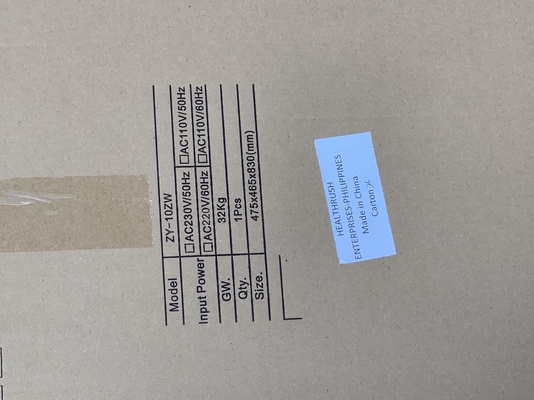 Model ZY-10ZW
Input Power □AC230V/50Hz □AC110V/50Hz
□AC220V/60Hz □AC110V/60Hz
GW. 32Kg
Qty. 1Pcs
Size. 475x465x830(mm)
HEALTHRUSH
ENTERPRISES-PHILIPPINES
Made in China
Carton